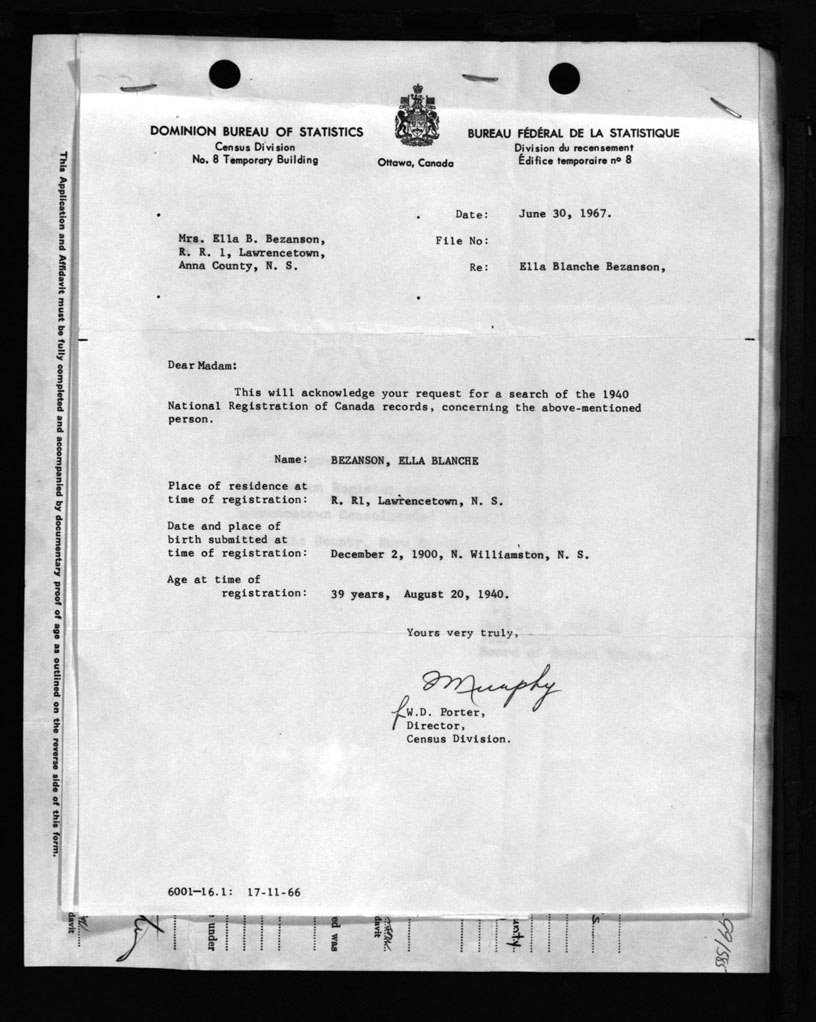 DOMINION BUREAU OF STATISTICS
Census Division
No. 8 Temporary Building
Ottawa, Canada
BUREAU FÉDÉRAL DE LA STATISTIQUE
Division du recensement
Édifice temporaire nº 8
Date: June 30, 1967.
Mrs. Ella B. Bezanson,
R. R. 1, Lawrencetown,
Anna County, N. S.
File No:
Re: Ella Blanche Bezanson,
Dear Madam:
This will acknowledge your request for a search of the 1940
National Registration of Canada records, concerning the above-mentioned
person.
Name: BEZANSON, ELLA BLANCHE
Place of residence at
time of registration: R. R1, Lawrencetown, N. S.
Date and place of
birth submitted at
time of registration: December 2, 1900, N. Williamston, N. S.
Age at time of
registration: 39 years, August 20, 1940.
Yours very truly,
Murphy
W.D. Porter,
Director,
Census Division.
6001-16.1: 17-11-66
This Application and Affidavit must be fully completed and accompanied by documentary proof of age as outlined on the reverse side of this form.
davit
under
ed was
davit
unty